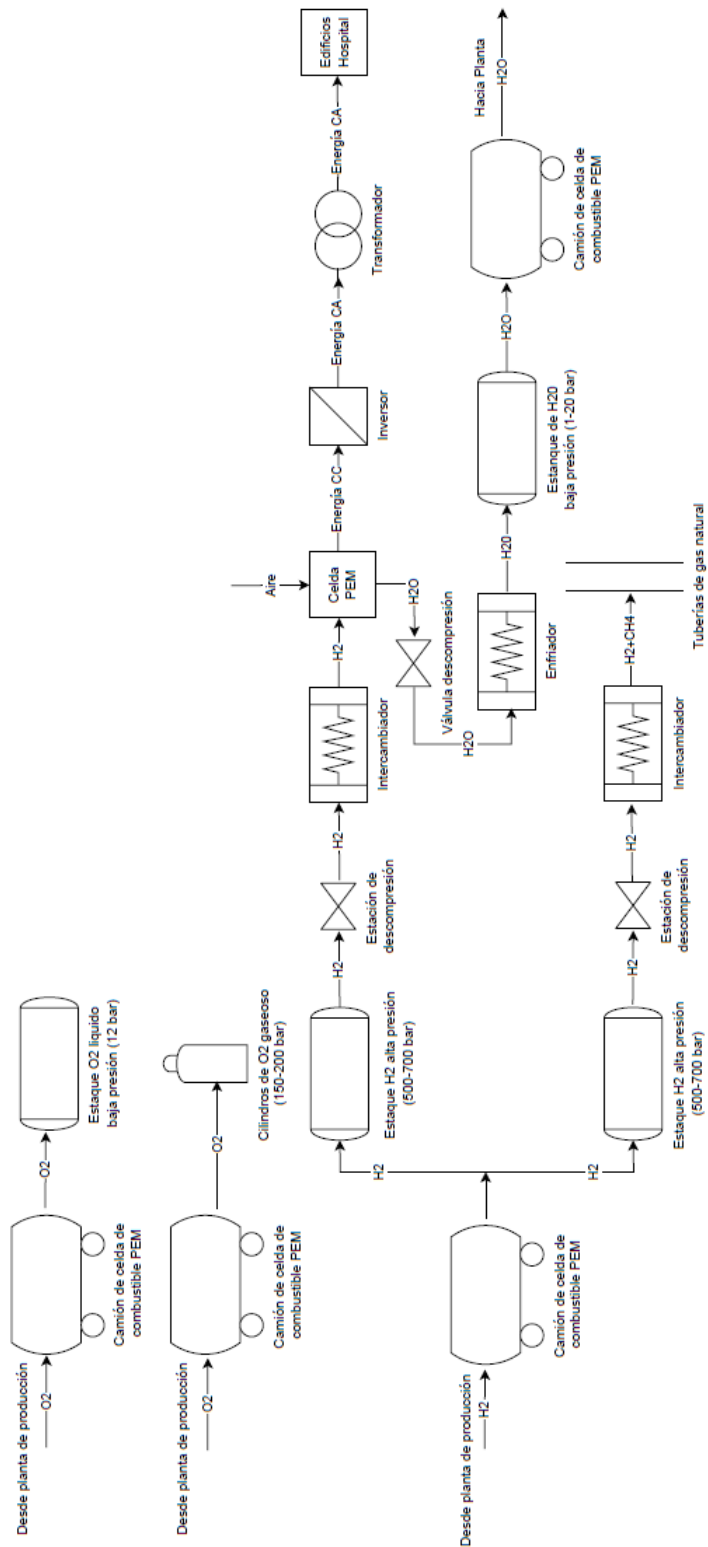 Desde planta de producción
O2
Camión de celda de
combustible PEM
O2
Estaque O2 liquido
baja presión (12 bar)
Desde planta de producción
O2
Camión de celda de
combustible PEM
O2
Cilindros de O2 gaseoso
(150-200 bar)
Desde planta de producción
H2
Camión de celda de
combustible PEM
H2
Estaque H2 alta presión
(500-700 bar)
H2
Estación de
descompresión
H2
Intercambiador
H2
Aire
Celda
PEM
Energía CC
Inversor
Energía CA
Transformador
Energía CA
Edificios
Hospital
H2O
Válvula descompresión
H2O
Enfriador
H20
Estanque de H20
baja presión (1-20 bar)
H2O
Camión de celda de
combustible PEM
Hacia Planta
H2O
H2
Estaque H2 alta presión
(500-700 bar)
H2
Estación de
descompresión
H2
Intercambiador
H2+CH4
Tuberías de gas natural